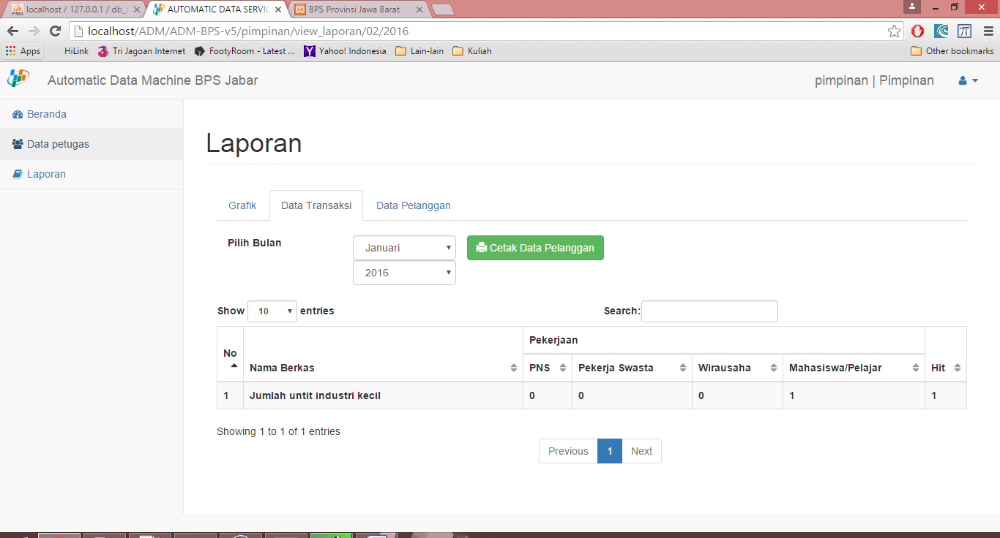 localhost / 127.0.0.1 / db_
AUTOMATIC DATA SERVIC
BPS Provinsi Jawa Barat
localhost/ADM/ADM-BPS-v5/pimpinan/view_laporan/02/2016
Apps HiLink Tri Jagoan Internet FootyRoom - Latest ... Yahoo! Indonesia Lain-lain Kuliah Other bookmarks
Automatic Data Machine BPS Jabar pimpinan | Pimpinan
Beranda
Data petugas
Laporan
Laporan
Grafik Data Transaksi Data Pelanggan
Pilih Bulan Januari Cetak Data Pelanggan
2016
Show 10 entries Search:
Pekerjaan
No Nama Berkas PNS Pekerja Swasta Wirausaha Mahasiswa/Pelajar Hit
1 Jumlah untit industri kecil 0 0 0 1 1
Showing 1 to 1 of 1 entries
Previous 1 Next